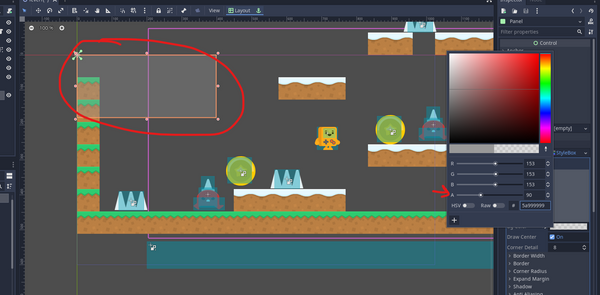 View
Layout
100 %
Inspector
Panel
Filter properties
Control
[empty]
R 153
G 153
B 153
A 90
HSV Raw # 5a999999
StyleBox
Draw Center On
Corner Detail 8
Border Width
Border
Corner Radius
Expand Margin
Shadow
Anti Aliasing